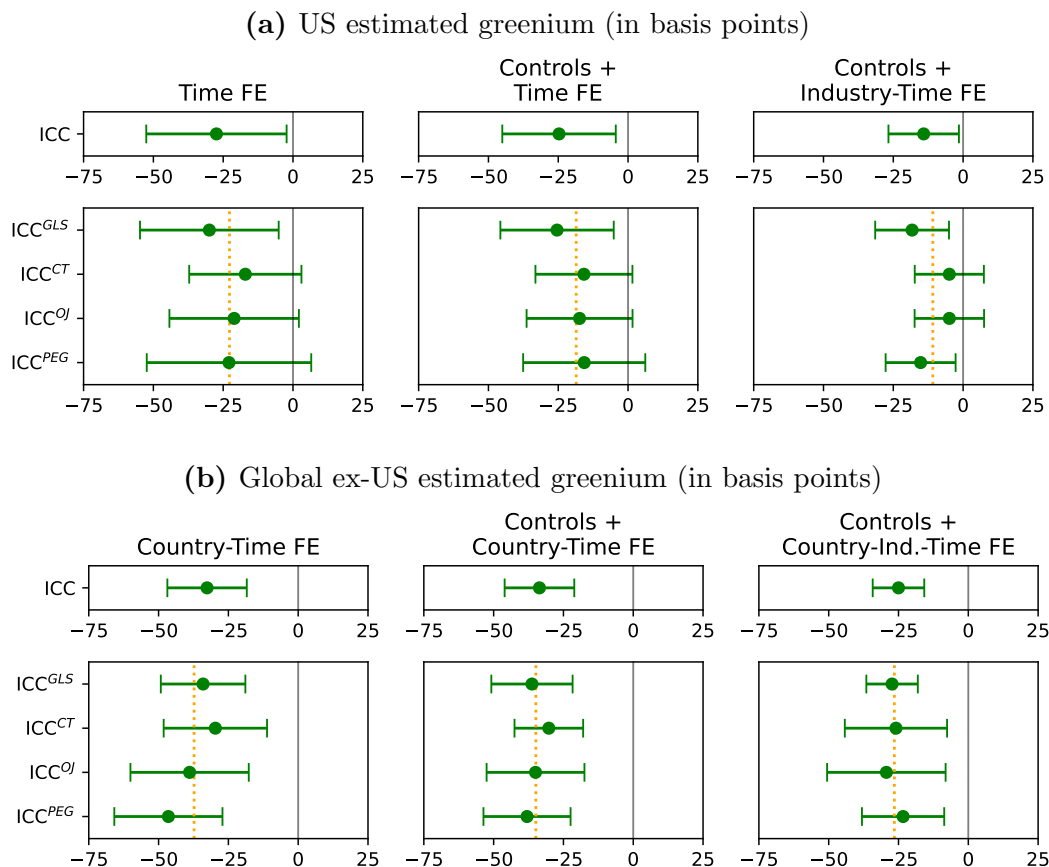 (a) US estimated greenium (in basis points)
Time FE
Controls +
Time FE
Controls +
Industry-Time FE
ICC
−75 −50 −25 0 25
−75 −50 −25 0 25
−75 −50 −25 0 25
ICC^GLS
ICC^CT
ICC^OJ
ICC^PEG
−75 −50 −25 0 25
−75 −50 −25 0 25
−75 −50 −25 0 25
(b) Global ex-US estimated greenium (in basis points)
Country-Time FE
Controls +
Country-Time FE
Controls +
Country-Ind.-Time FE
ICC
−75 −50 −25 0 25
−75 −50 −25 0 25
−75 −50 −25 0 25
ICC^GLS
ICC^CT
ICC^OJ
ICC^PEG
−75 −50 −25 0 25
−75 −50 −25 0 25
−75 −50 −25 0 25